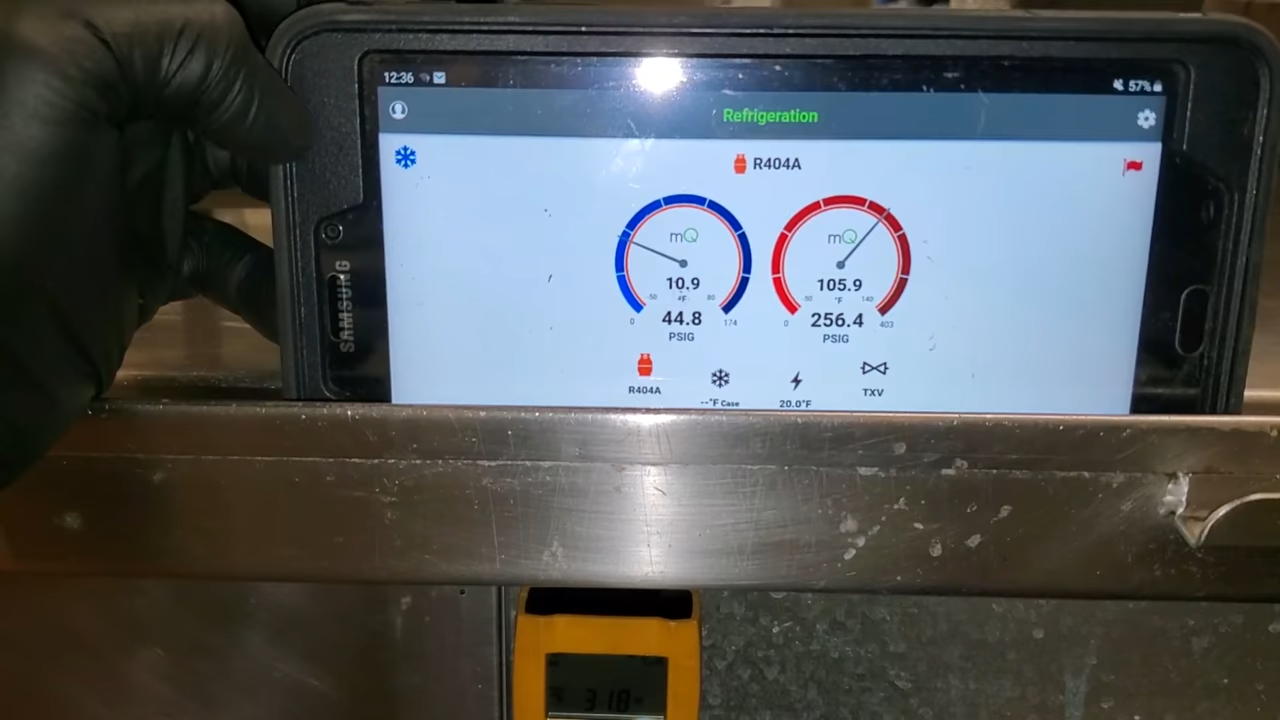 12:36
57%
Refrigeration
R404A
mQ
mQ
10.9
105.9
-50 °F 80
-50 °F 140
44.8
256.4
0
174
0
403
PSIG
PSIG
R404A
--°F Case
20.0°F
TXV
SAMSUNG
318